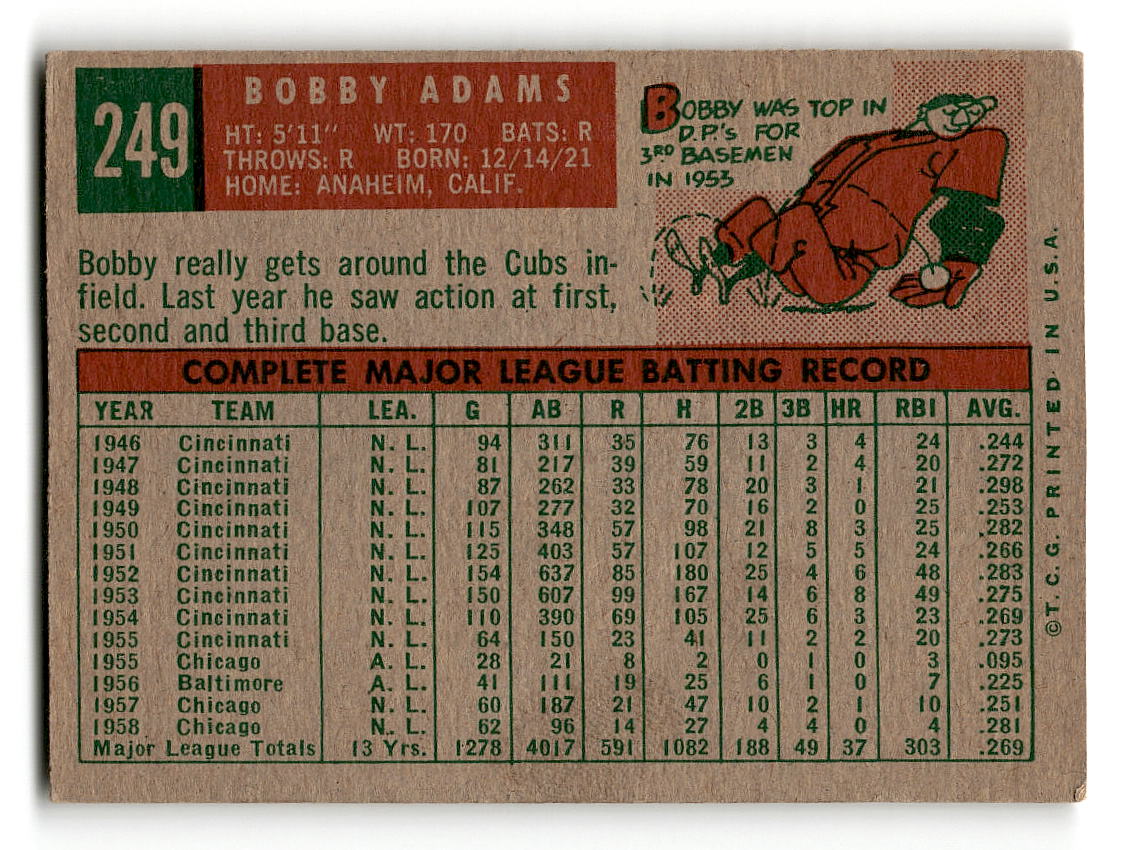 249
BOBBY ADAMS
HT: 5'11" WT: 170 BATS: R
THROWS: R BORN: 12/14/21
HOME: ANAHEIM, CALIF.
BOBBY WAS TOP IN
D.P.'s FOR
3RD BASEMEN
IN 1953
Bobby really gets around the Cubs in-
field. Last year he saw action at first,
second and third base.
COMPLETE MAJOR LEAGUE BATTING RECORD
YEAR TEAM LEA. G AB R H 2B 3B HR RBI AVG.
1946 Cincinnati N. L. 94 311 35 76 13 3 4 24 .244
1947 Cincinnati N. L. 81 217 39 59 11 2 4 20 .272
1948 Cincinnati N. L. 87 262 33 78 20 3 1 21 .298
1949 Cincinnati N. L. 107 277 32 70 16 2 0 25 .253
1950 Cincinnati N. L. 115 348 57 98 21 8 3 25 .282
1951 Cincinnati N. L. 125 403 57 107 12 5 5 24 .266
1952 Cincinnati N. L. 154 637 85 180 25 4 6 48 .283
1953 Cincinnati N. L. 150 607 99 167 14 6 8 49 .275
1954 Cincinnati N. L. 110 390 69 105 25 6 3 23 .269
1955 Cincinnati N. L. 64 150 23 41 11 2 2 20 .273
1955 Chicago A. L. 28 21 8 2 0 1 0 3 .095
1956 Baltimore A. L. 41 111 19 25 6 1 0 7 .225
1957 Chicago N. L. 60 187 21 47 10 2 1 10 .251
1958 Chicago N. L. 62 96 14 27 4 4 0 4 .281
Major League Totals 13 Yrs. 1278 4017 591 1082 188 49 37 303 .269
©T. C. G. PRINTED IN U.S.A.